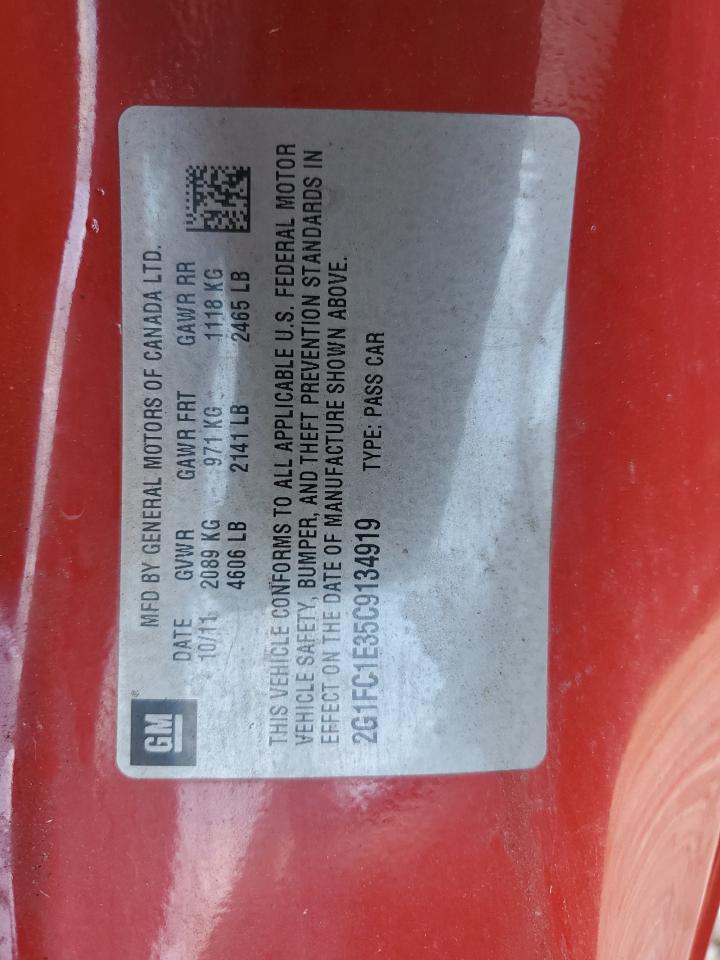 GM
MFD BY GENERAL MOTORS OF CANADA LTD.
DATE GVWR GAWR FRT GAWR RR
10/11 2089 KG 971 KG 1118 KG
4606 LB 2141 LB 2465 LB
THIS VEHICLE CONFORMS TO ALL APPLICABLE U.S. FEDERAL MOTOR
VEHICLE SAFETY, BUMPER, AND THEFT PREVENTION STANDARDS IN
EFFECT ON THE DATE OF MANUFACTURE SHOWN ABOVE.
2G1FC1E35C9134919 TYPE: PASS CAR